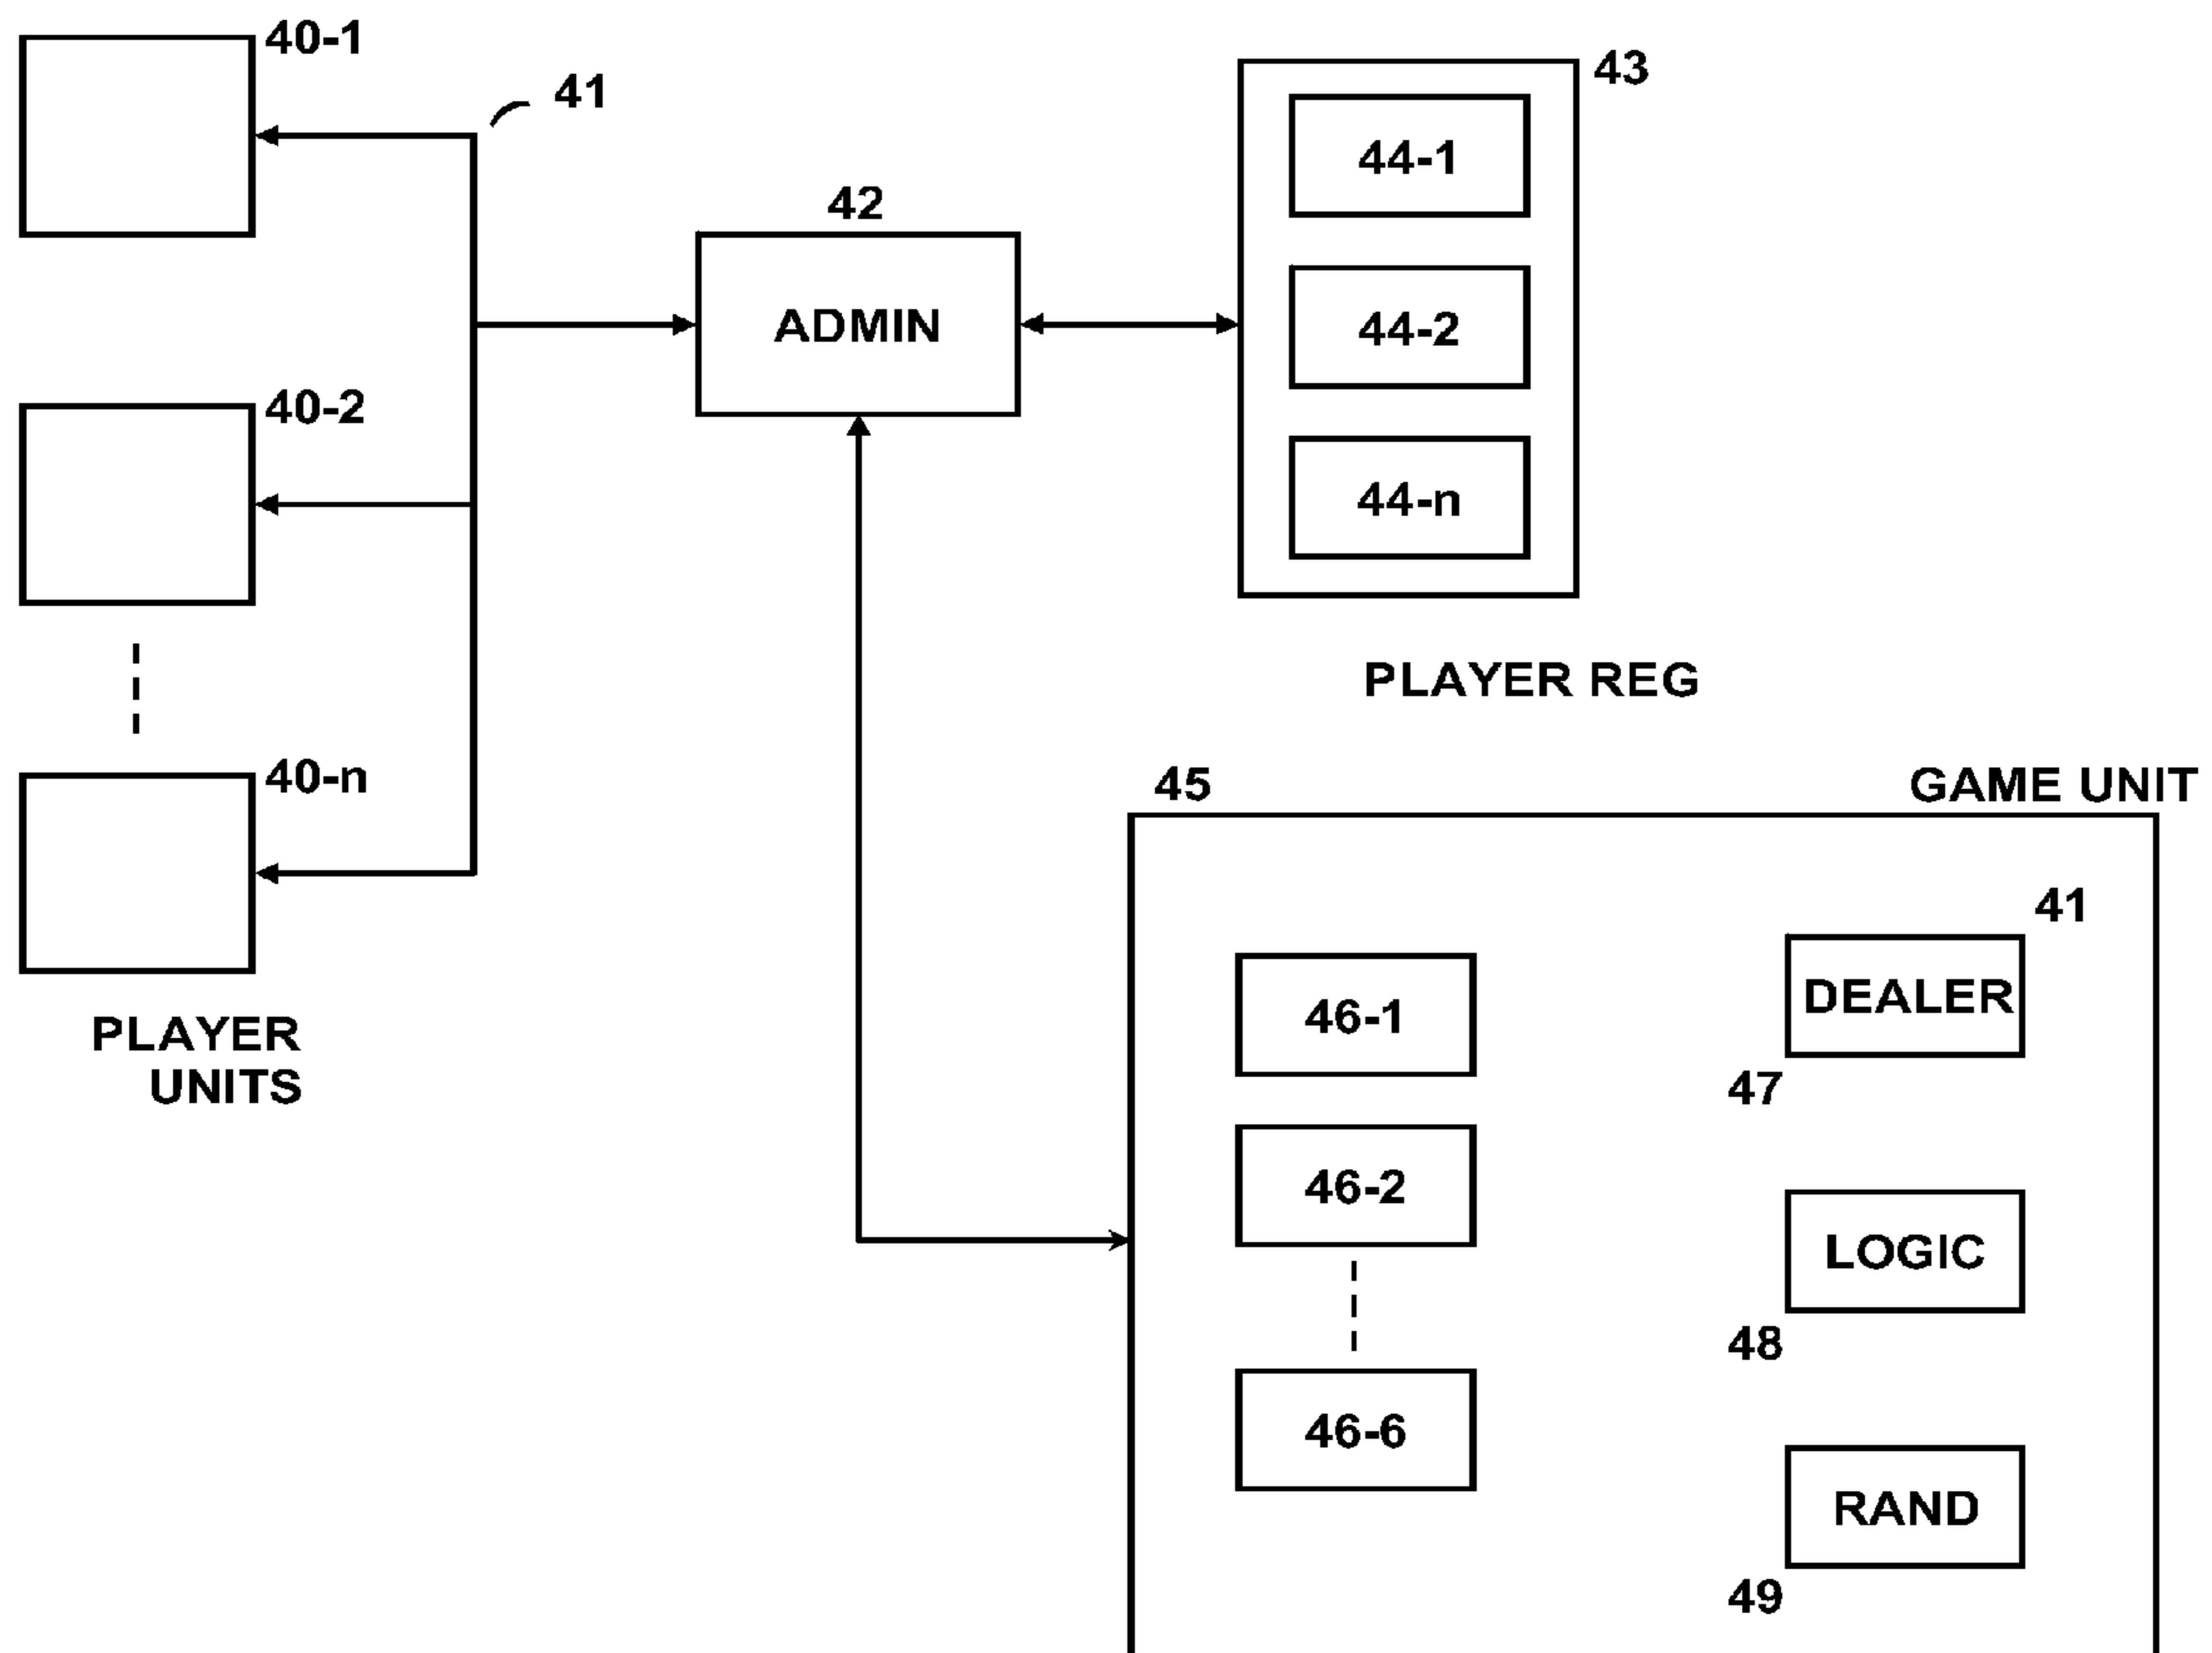 40-1
41
43
44-1
42
ADMIN
44-2
40-2
44-n
PLAYER REG
40-n
45
GAME UNIT
41
DEALER
46-1
PLAYER
UNITS
47
46-2
LOGIC
48
46-6
RAND
49